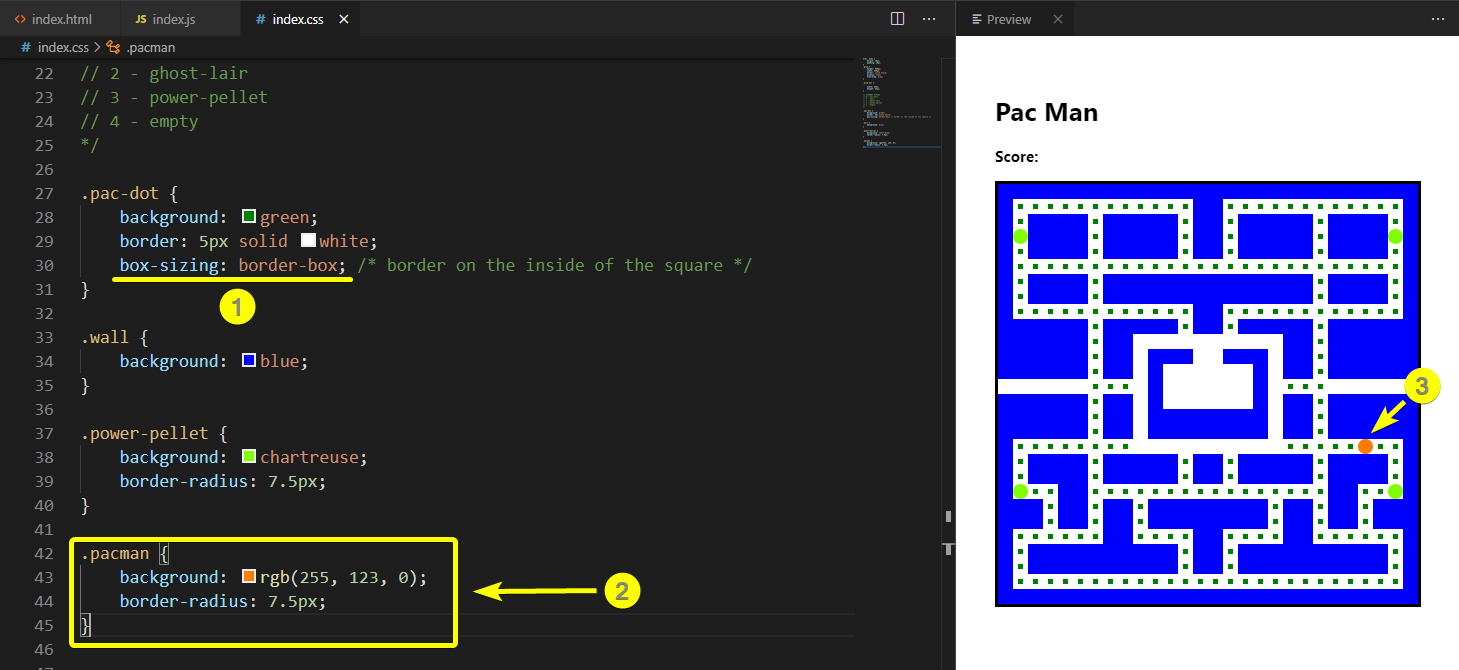 index.html
JS index.js
# index.css
Preview
# index.css > .pacman
22 // 2 - ghost-lair
23 // 3 - power-pellet
24 // 4 - empty
25 */
26
27 .pac-dot {
28 background: green;
29 border: 5px solid white;
30 box-sizing: border-box; /* border on the inside of the square */
31 }
1
32
33 .wall {
34 background: blue;
35 }
36
37 .power-pellet {
38 background: chartreuse;
39 border-radius: 7.5px;
40 }
41
42 .pacman {
43 background: rgb(255, 123, 0);
44 border-radius: 7.5px;
2
45 }
46
Pac Man
Score:
3